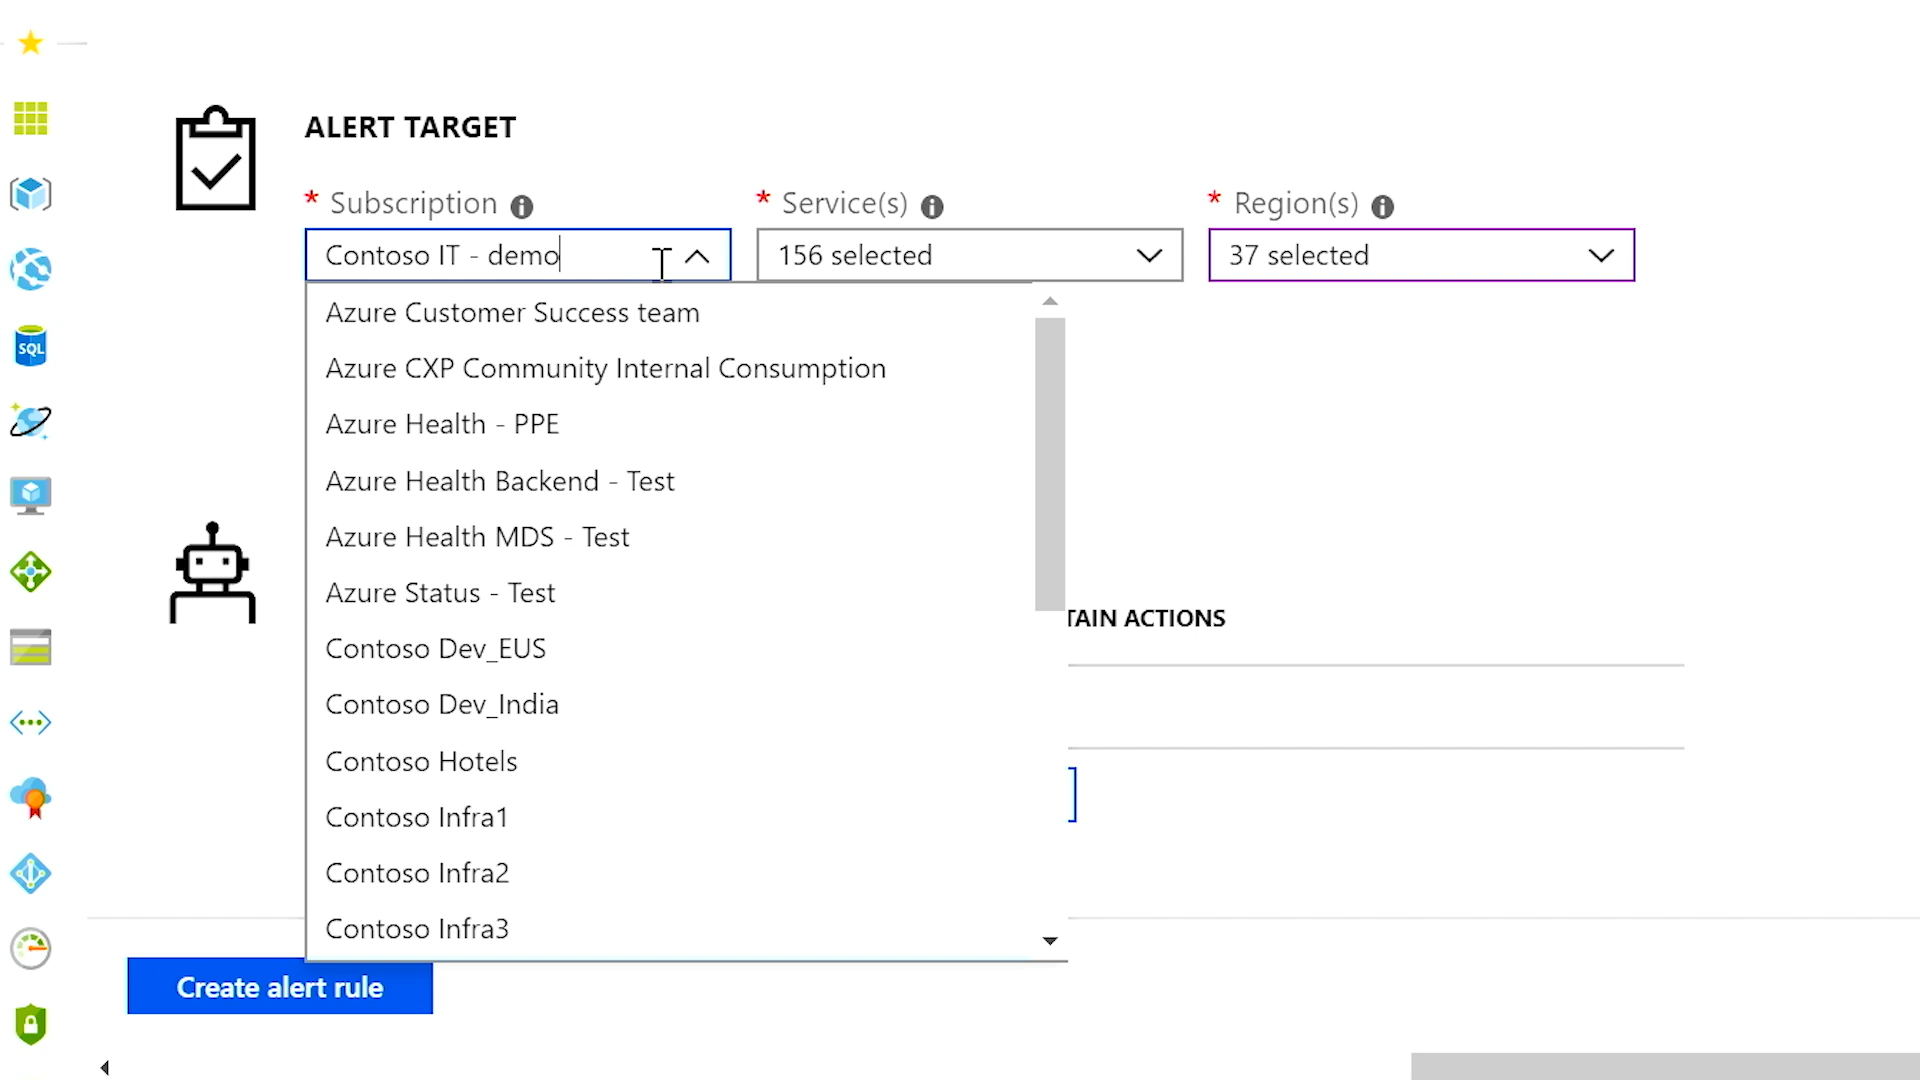 ALERT TARGET
* Subscription
* Service(s)
* Region(s)
Contoso IT - demo
156 selected
37 selected
Azure Customer Success team
Azure CXP Community Internal Consumption
Azure Health - PPE
Azure Health Backend - Test
Azure Health MDS - Test
Azure Status - Test
Contoso Dev_EUS
Contoso Dev_India
Contoso Hotels
Contoso Infra1
Contoso Infra2
Contoso Infra3
TAIN ACTIONS
Create alert rule
SQL